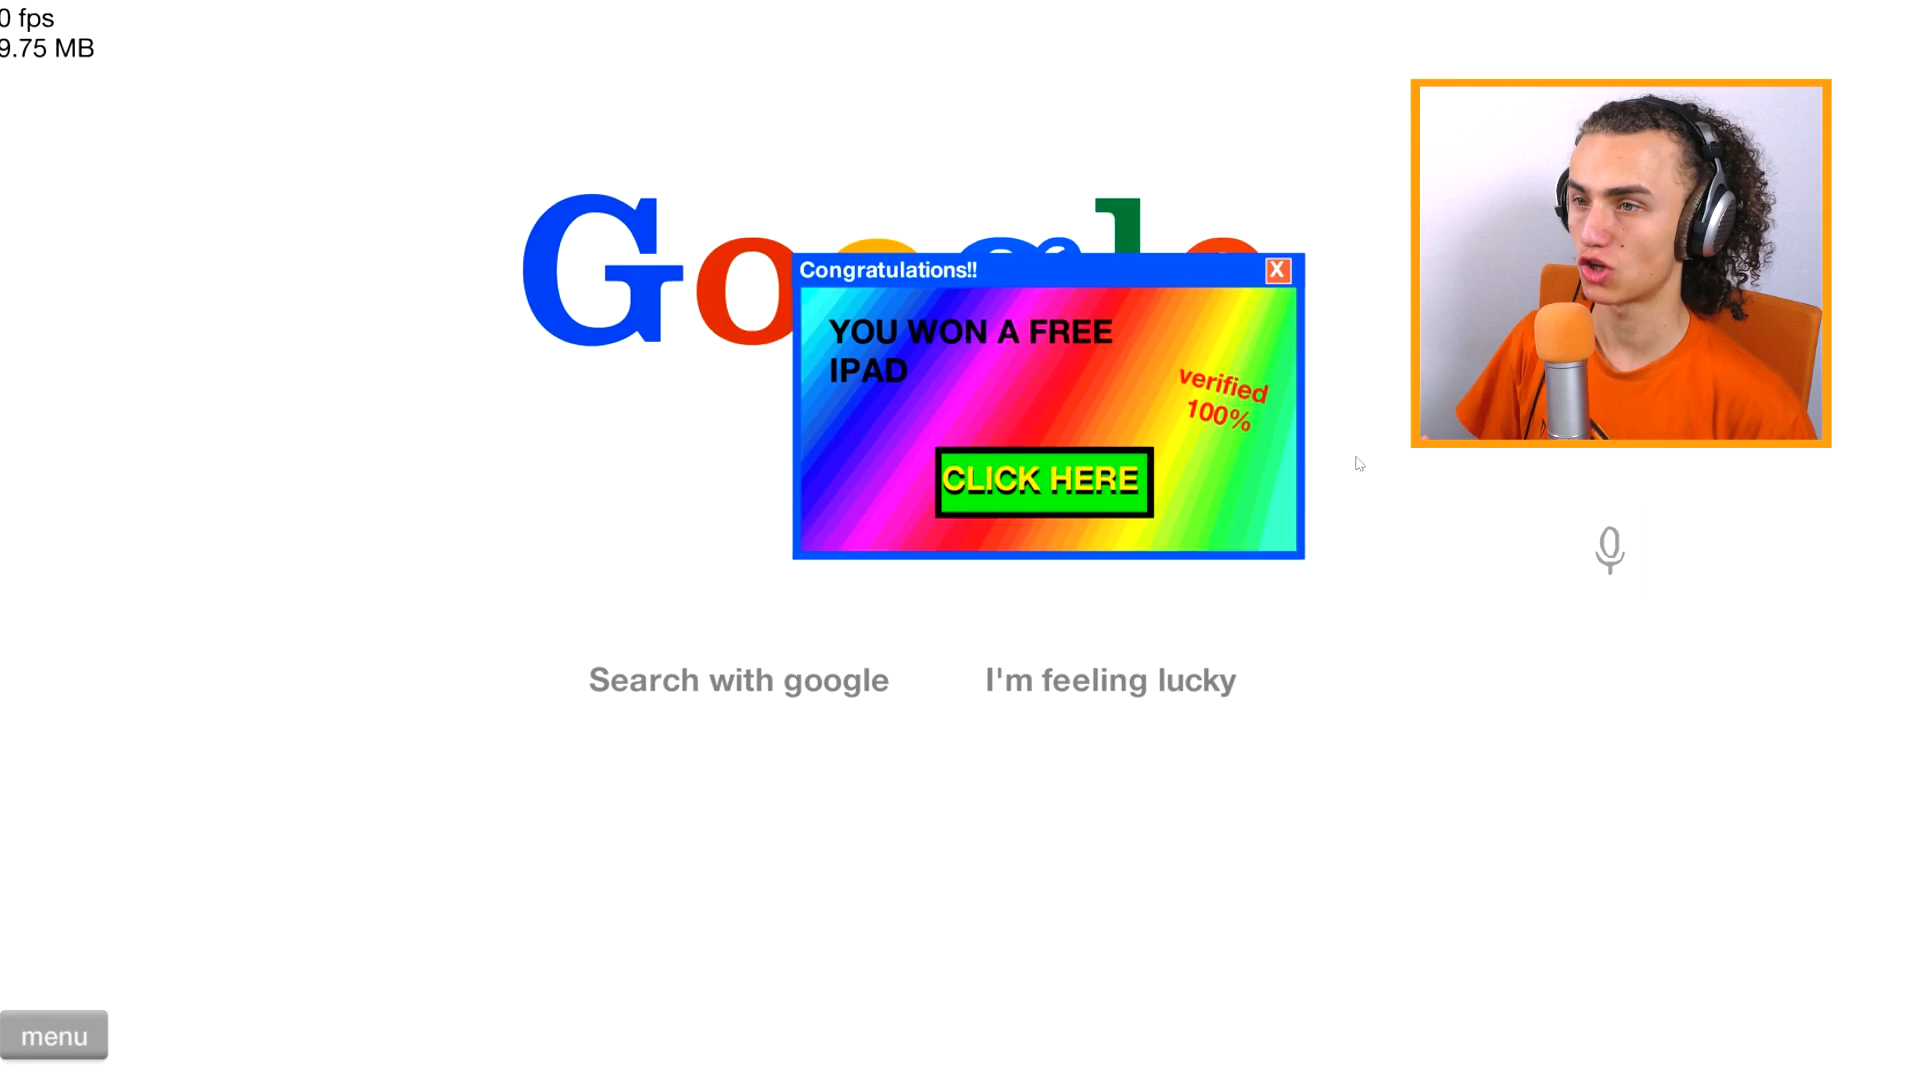 0 fps
9.75 MB
Google
Congratulations!!
X
YOU WON A FREE
IPAD
verified
100%
CLICK HERE
Search with google
I'm feeling lucky
menu